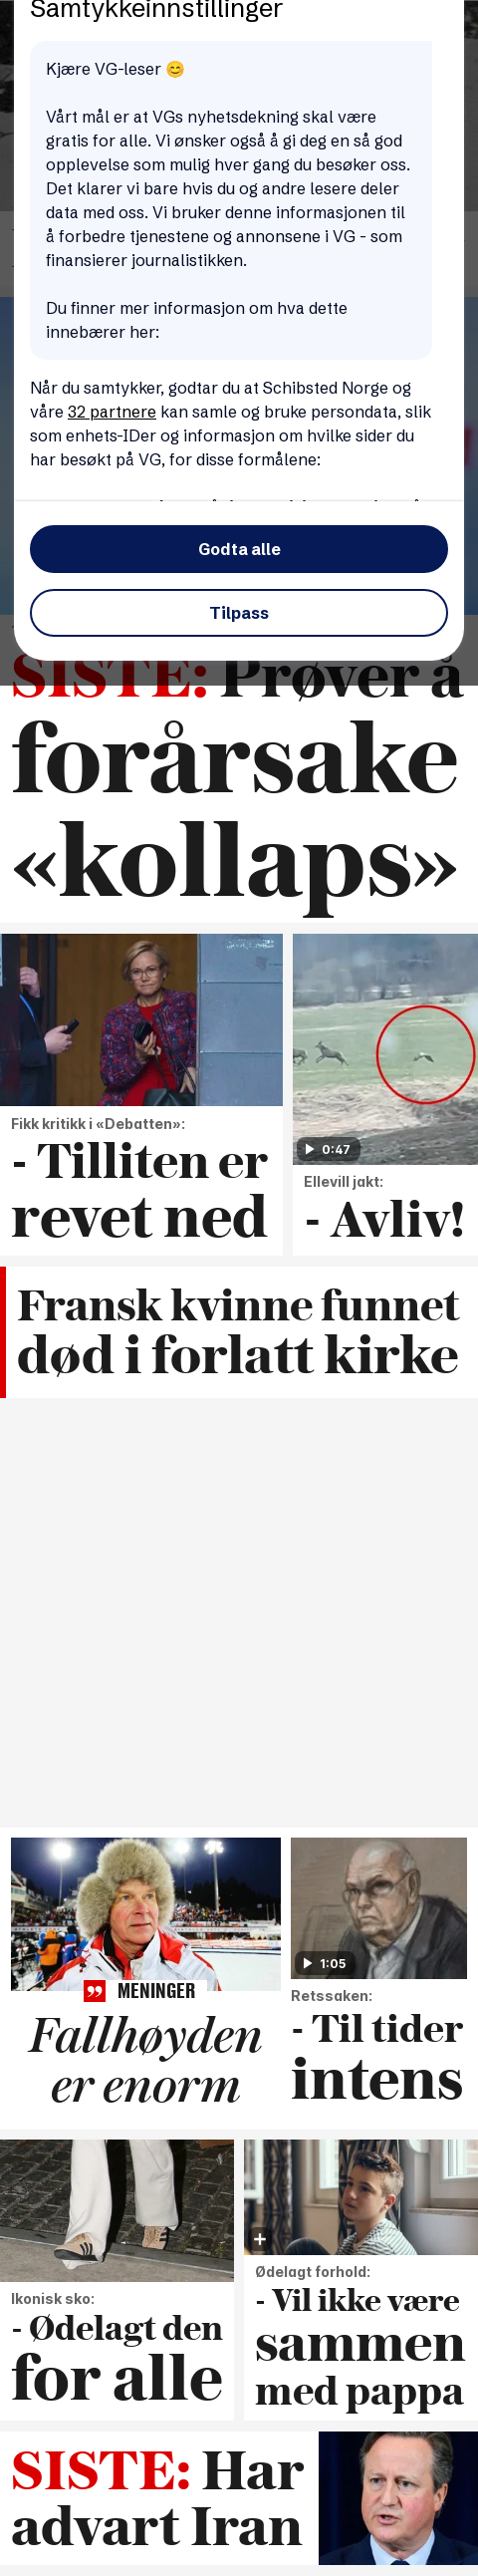 Samtykkeinnstillinger
Kjære VG-leser 😊
Vårt mål er at VGs nyhetsdekning skal være
gratis for alle. Vi ønsker også å gi deg en så god
opplevelse som mulig hver gang du besøker oss.
Det klarer vi bare hvis du og andre lesere deler
data med oss. Vi bruker denne informasjonen til
å forbedre tjenestene og annonsene i VG - som
finansierer journalistikken.
Du finner mer informasjon om hva dette
innebærer her:
Når du samtykker, godtar du at Schibsted Norge og
våre 32 partnere kan samle og bruke persondata, slik
som enhets-IDer og informasjon om hvilke sider du
har besøkt på VG, for disse formålene:
Godta alle
Tilpass
SISTE: Prøver å
forårsake
«kollaps»
Fikk kritikk i «Debatten»:
- Tilliten er
revet ned
0:47
Ellevill jakt:
- Avliv!
Fransk kvinne funnet
død i forlatt kirke
MENINGER
Fallhøyden
er enorm
1:05
Rettssaken:
- Til tider
intens
Ikonisk sko:
- Ødelagt den
for alle
Ødelagt forhold:
- Vil ikke være
sammen
med pappa
SISTE: Har
advart Iran